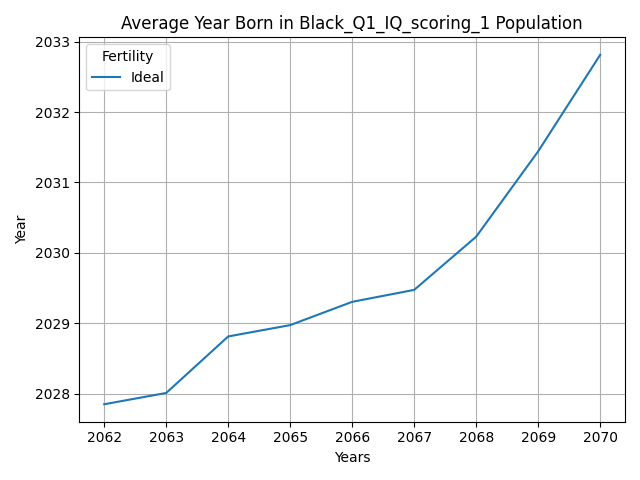 Average Year Born in Black_Q1_IQ_scoring_1 Population
Fertility
Ideal
Year
2033
2032
2031
2030
2029
2028
2062 2063 2064 2065 2066 2067 2068 2069 2070
Years